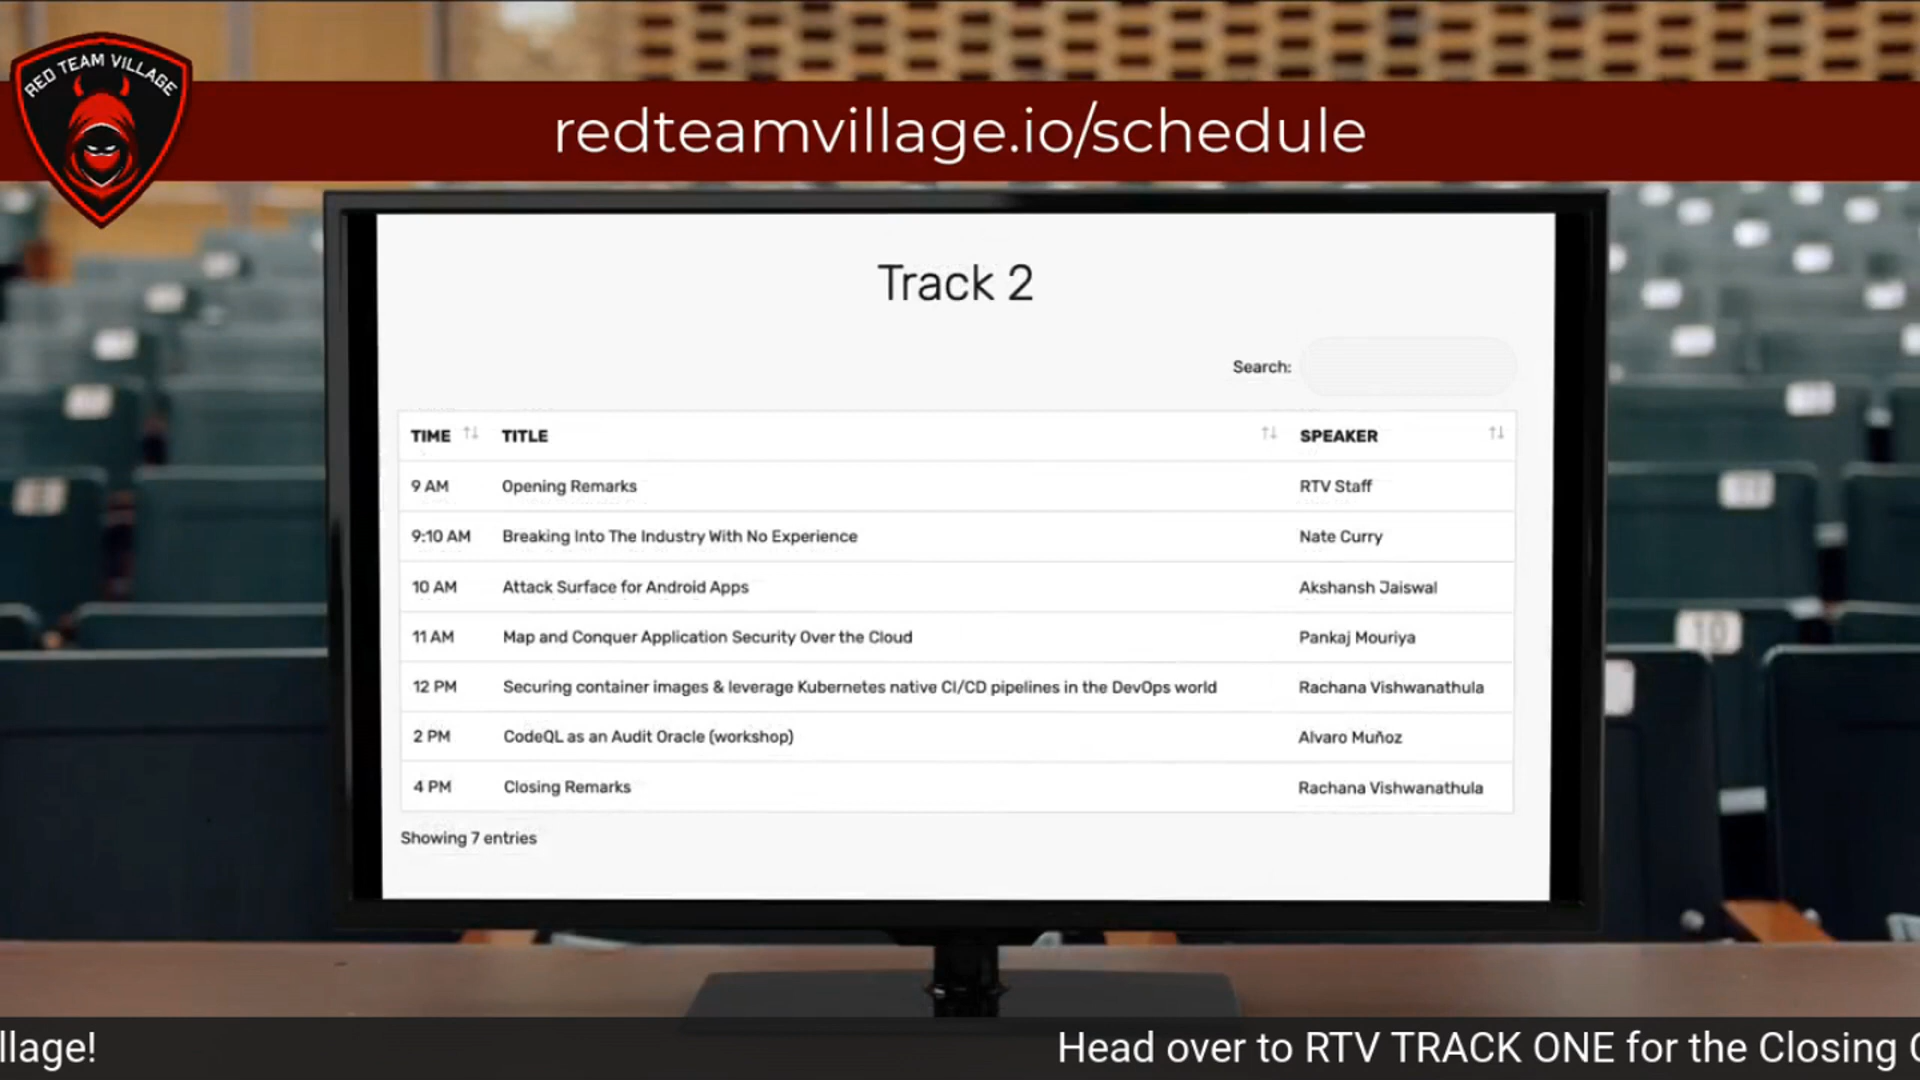 RED TEAM VILLAGE
redteamvillage.io/schedule
Track 2
Search:
TIME TITLE SPEAKER
9 AM Opening Remarks RTV Staff
9:10 AM Breaking Into The Industry With No Experience Nate Curry
10 AM Attack Surface for Android Apps Akshansh Jaiswal
11 AM Map and Conquer Application Security Over the Cloud Pankaj Mouriya
12 PM Securing container images & leverage Kubernetes native CI/CD pipelines in the DevOps world Rachana Vishwanathula
2 PM CodeQL as an Audit Oracle (workshop) Alvaro Muñoz
4 PM Closing Remarks Rachana Vishwanathula
Showing 7 entries
10
llage! Head over to RTV TRACK ONE for the Closing